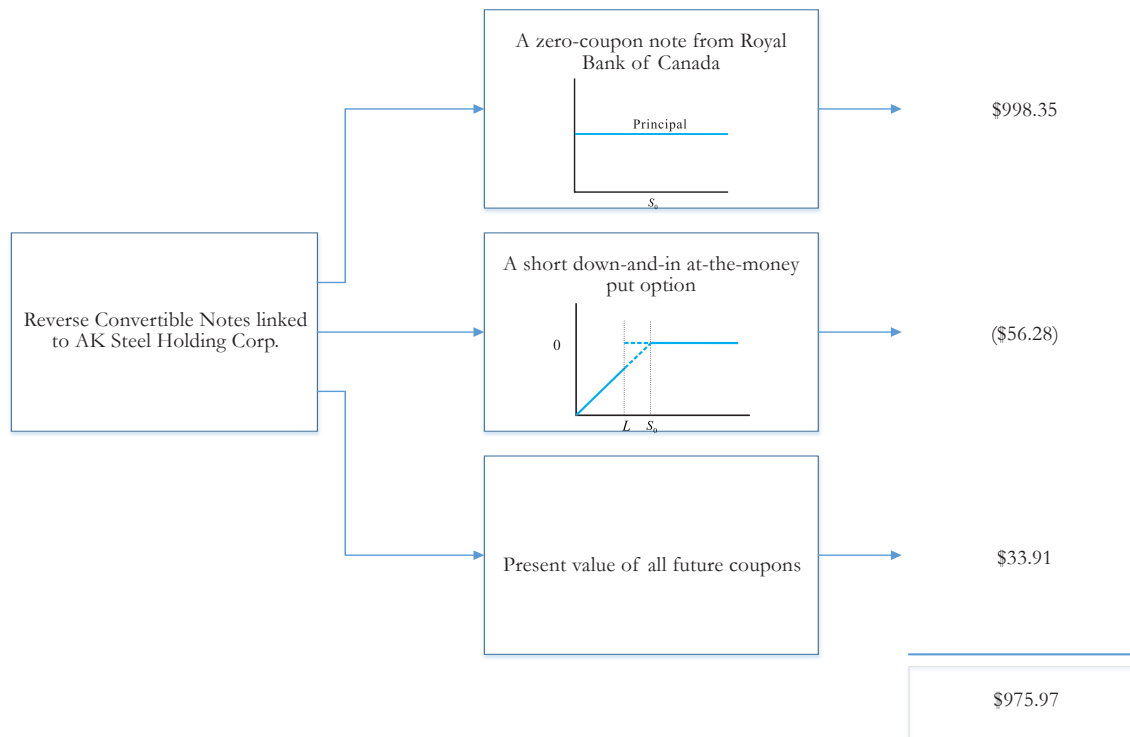 A zero-coupon note from Royal
Bank of Canada
Principal
S₀
$998.35
Reverse Convertible Notes linked
to AK Steel Holding Corp.
A short down-and-in at-the-money
put option
0
L S₀
($56.28)
Present value of all future coupons
$33.91
$975.97